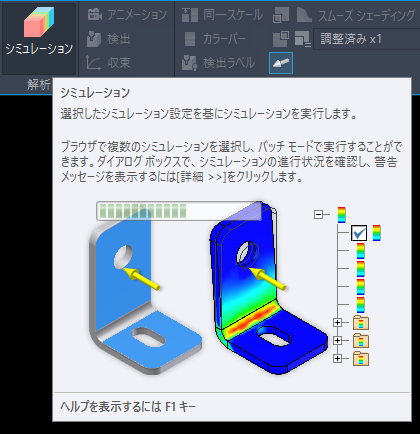 シミュレーション
アニメーション
検出
収束
同一スケール
カラーバー
検出ラベル
スムーズ シェーディング
調整済み x1
解析
シミュレーション
選択したシミュレーション設定を基にシミュレーションを実行します。
ブラウザで複数のシミュレーションを選択し、バッチ モードで実行することがで
きます。ダイアログ ボックスで、シミュレーションの進行状況を確認し、警告
メッセージを表示するには[詳細 >>]をクリックします。
ヘルプを表示するには F1 キー